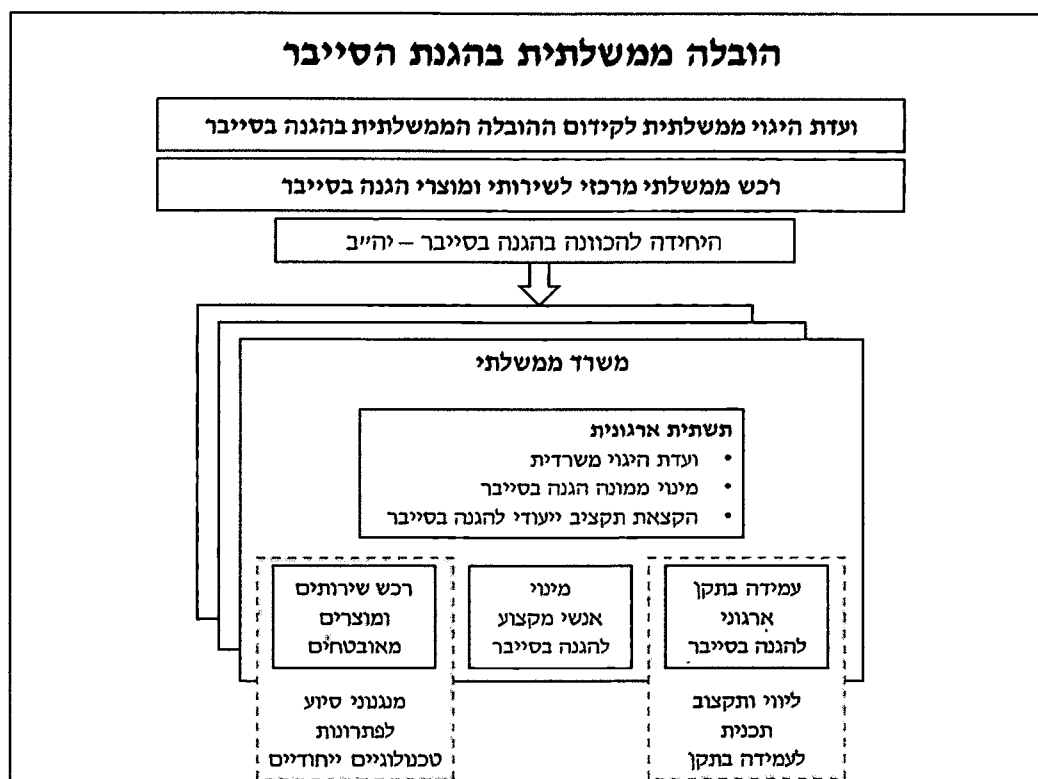 הובלה ממשלתית בהגנת הסייבר
ועדת היגוי ממשלתית לקידום ההובלה הממשלתית בהגנה בסייבר
רכש ממשלתי מרכזי לשירותי ומוצרי הגנה בסייבר
היחידה להכוונה בהגנה בסייבר – יה״ב
משרד ממשלתי
תשתית ארגונית
• ועדת היגוי משרדית
• מינוי ממונה הגנה בסייבר
• הקצאת תקציב ייעודי להגנה בסייבר
עמידה בתקן
ארגוני
להגנה בסייבר
מינוי
אנשי מקצוע
להגנה בסייבר
רכש שירותים
ומוצרים
מאובטחים
ליווי ותקצוב
תכנית
לעמידה בתקן
מנגנוני סיוע
לפתרונות
טכנולוגיים ייחודיים